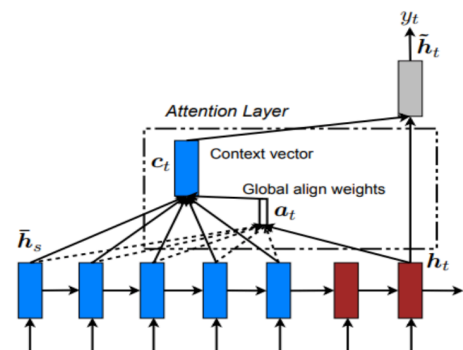 y_t
h̃_t
Attention Layer
c_t
Context vector
Global align weights
a_t
h̄_s
h_t